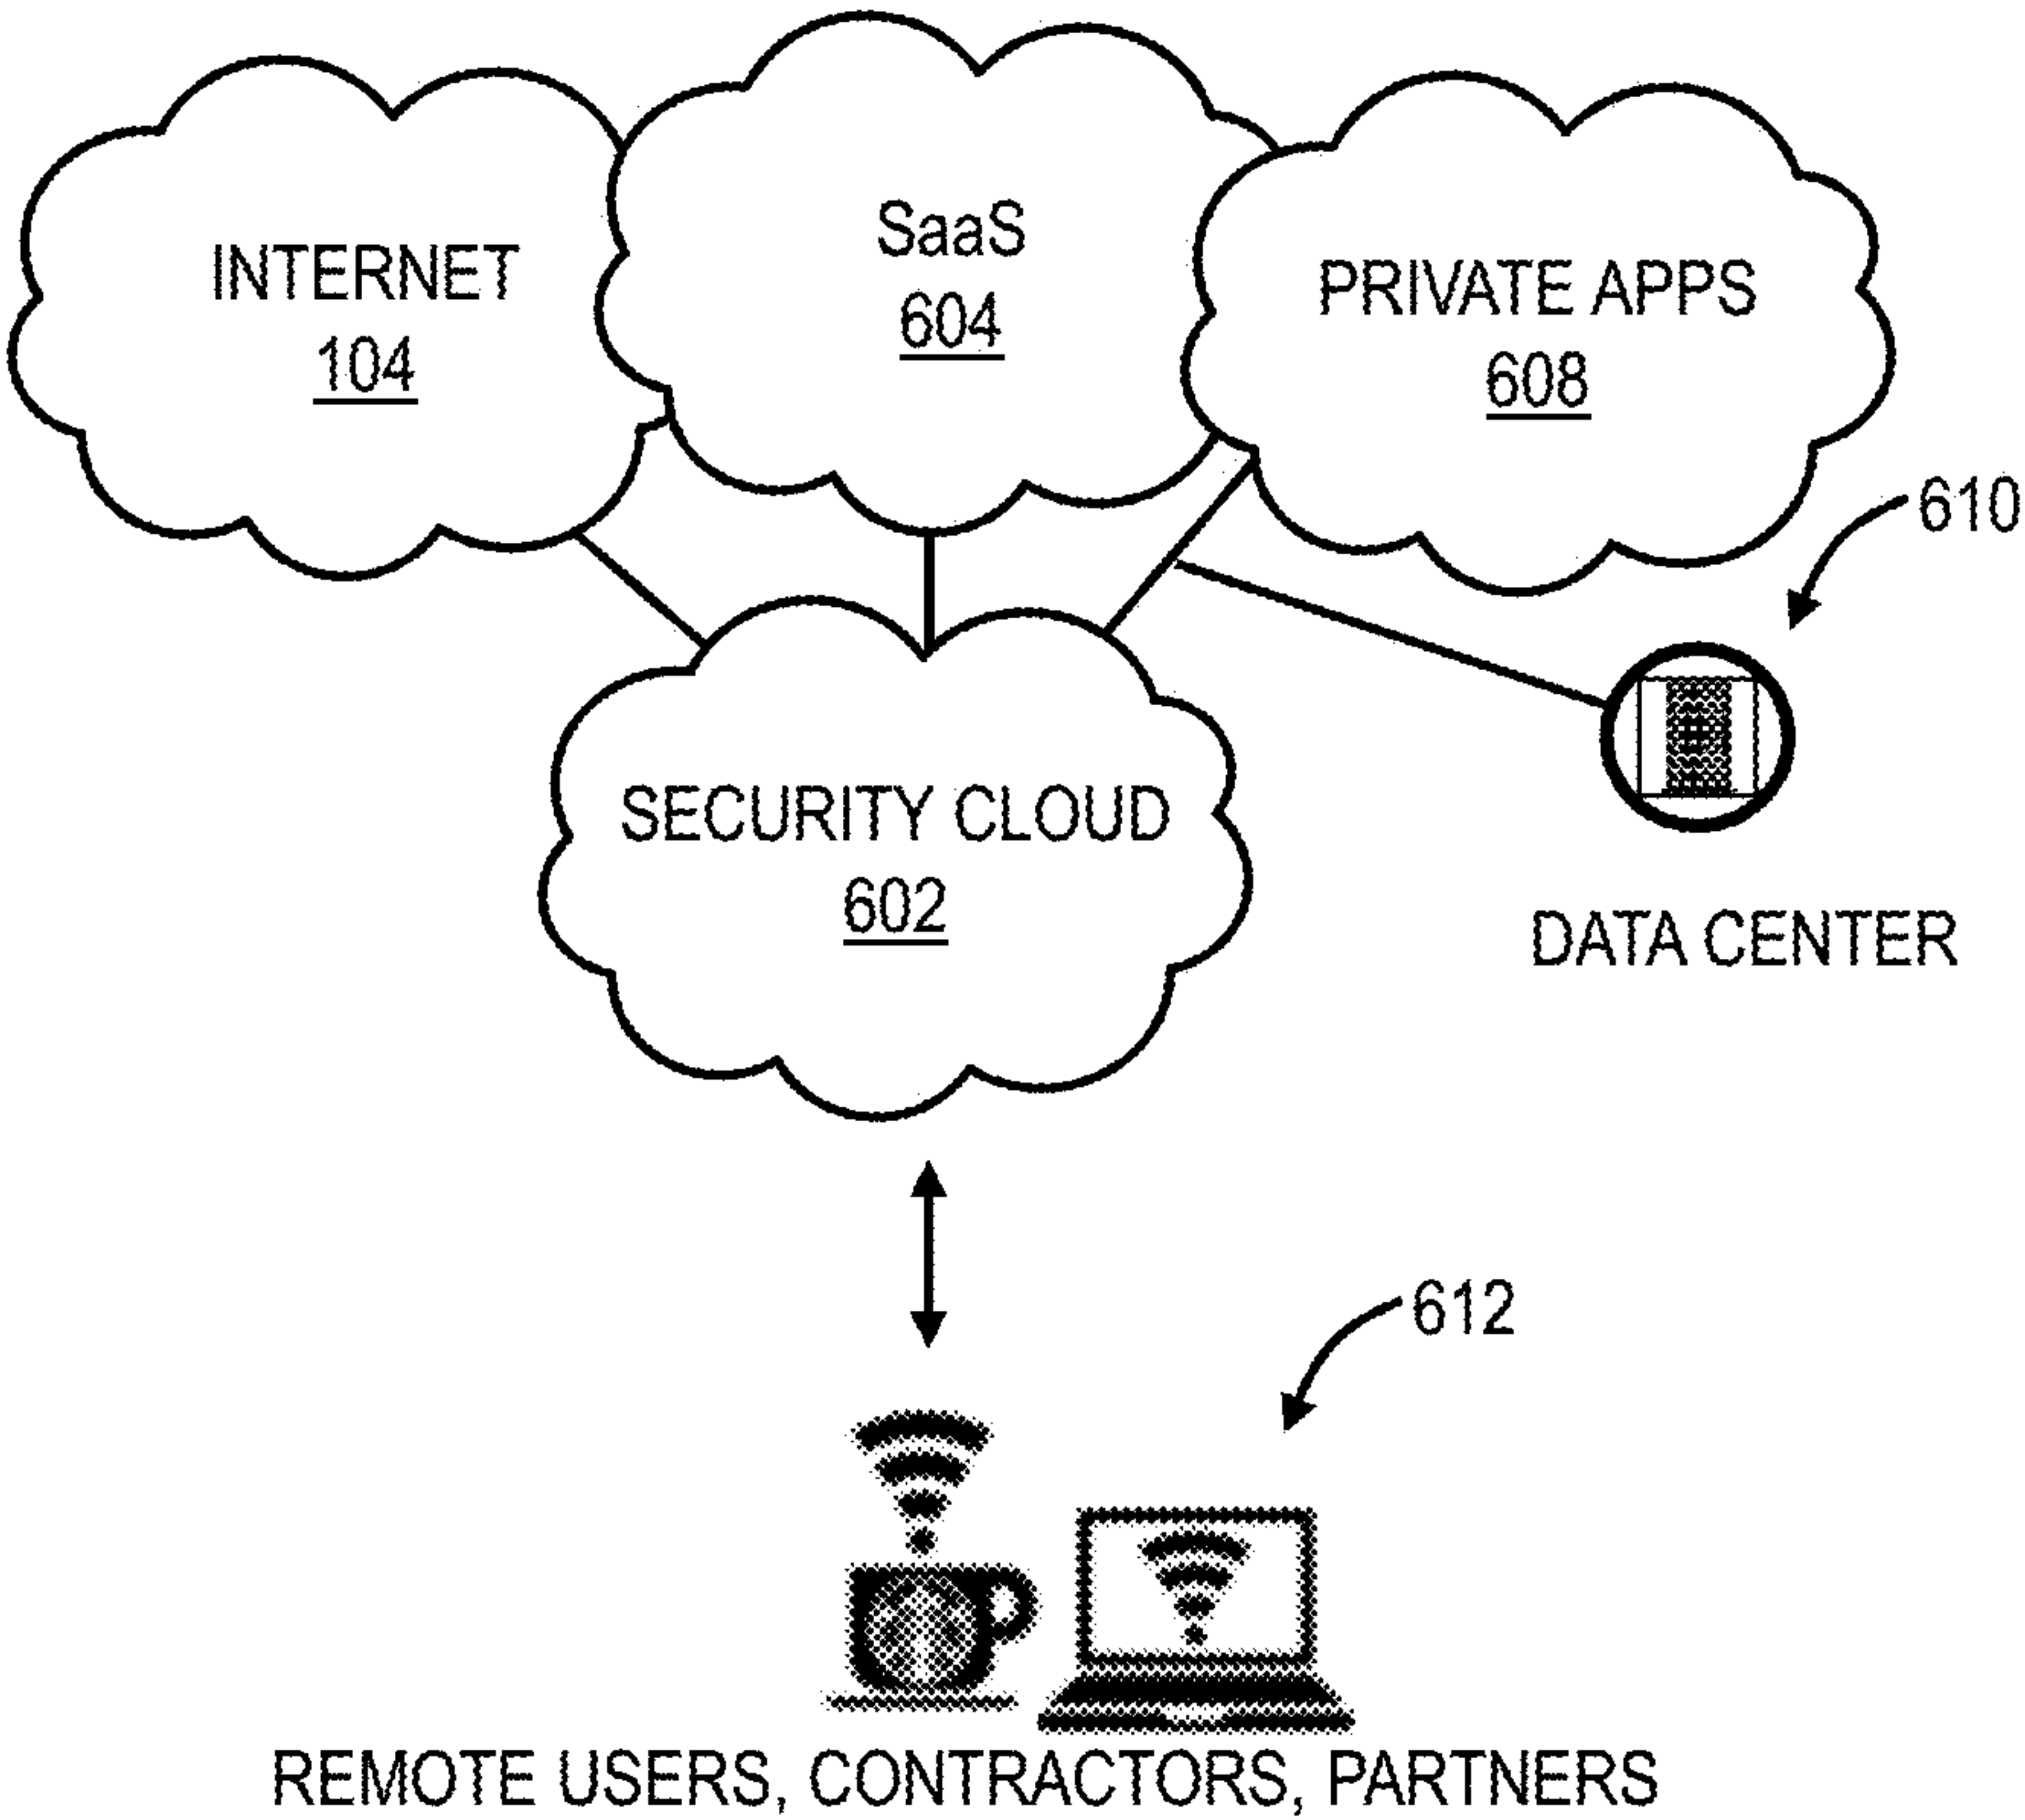 INTERNET
104
SaaS
604
PRIVATE APPS
608
610
SECURITY CLOUD
602
DATA CENTER
612
REMOTE USERS, CONTRACTORS, PARTNERS